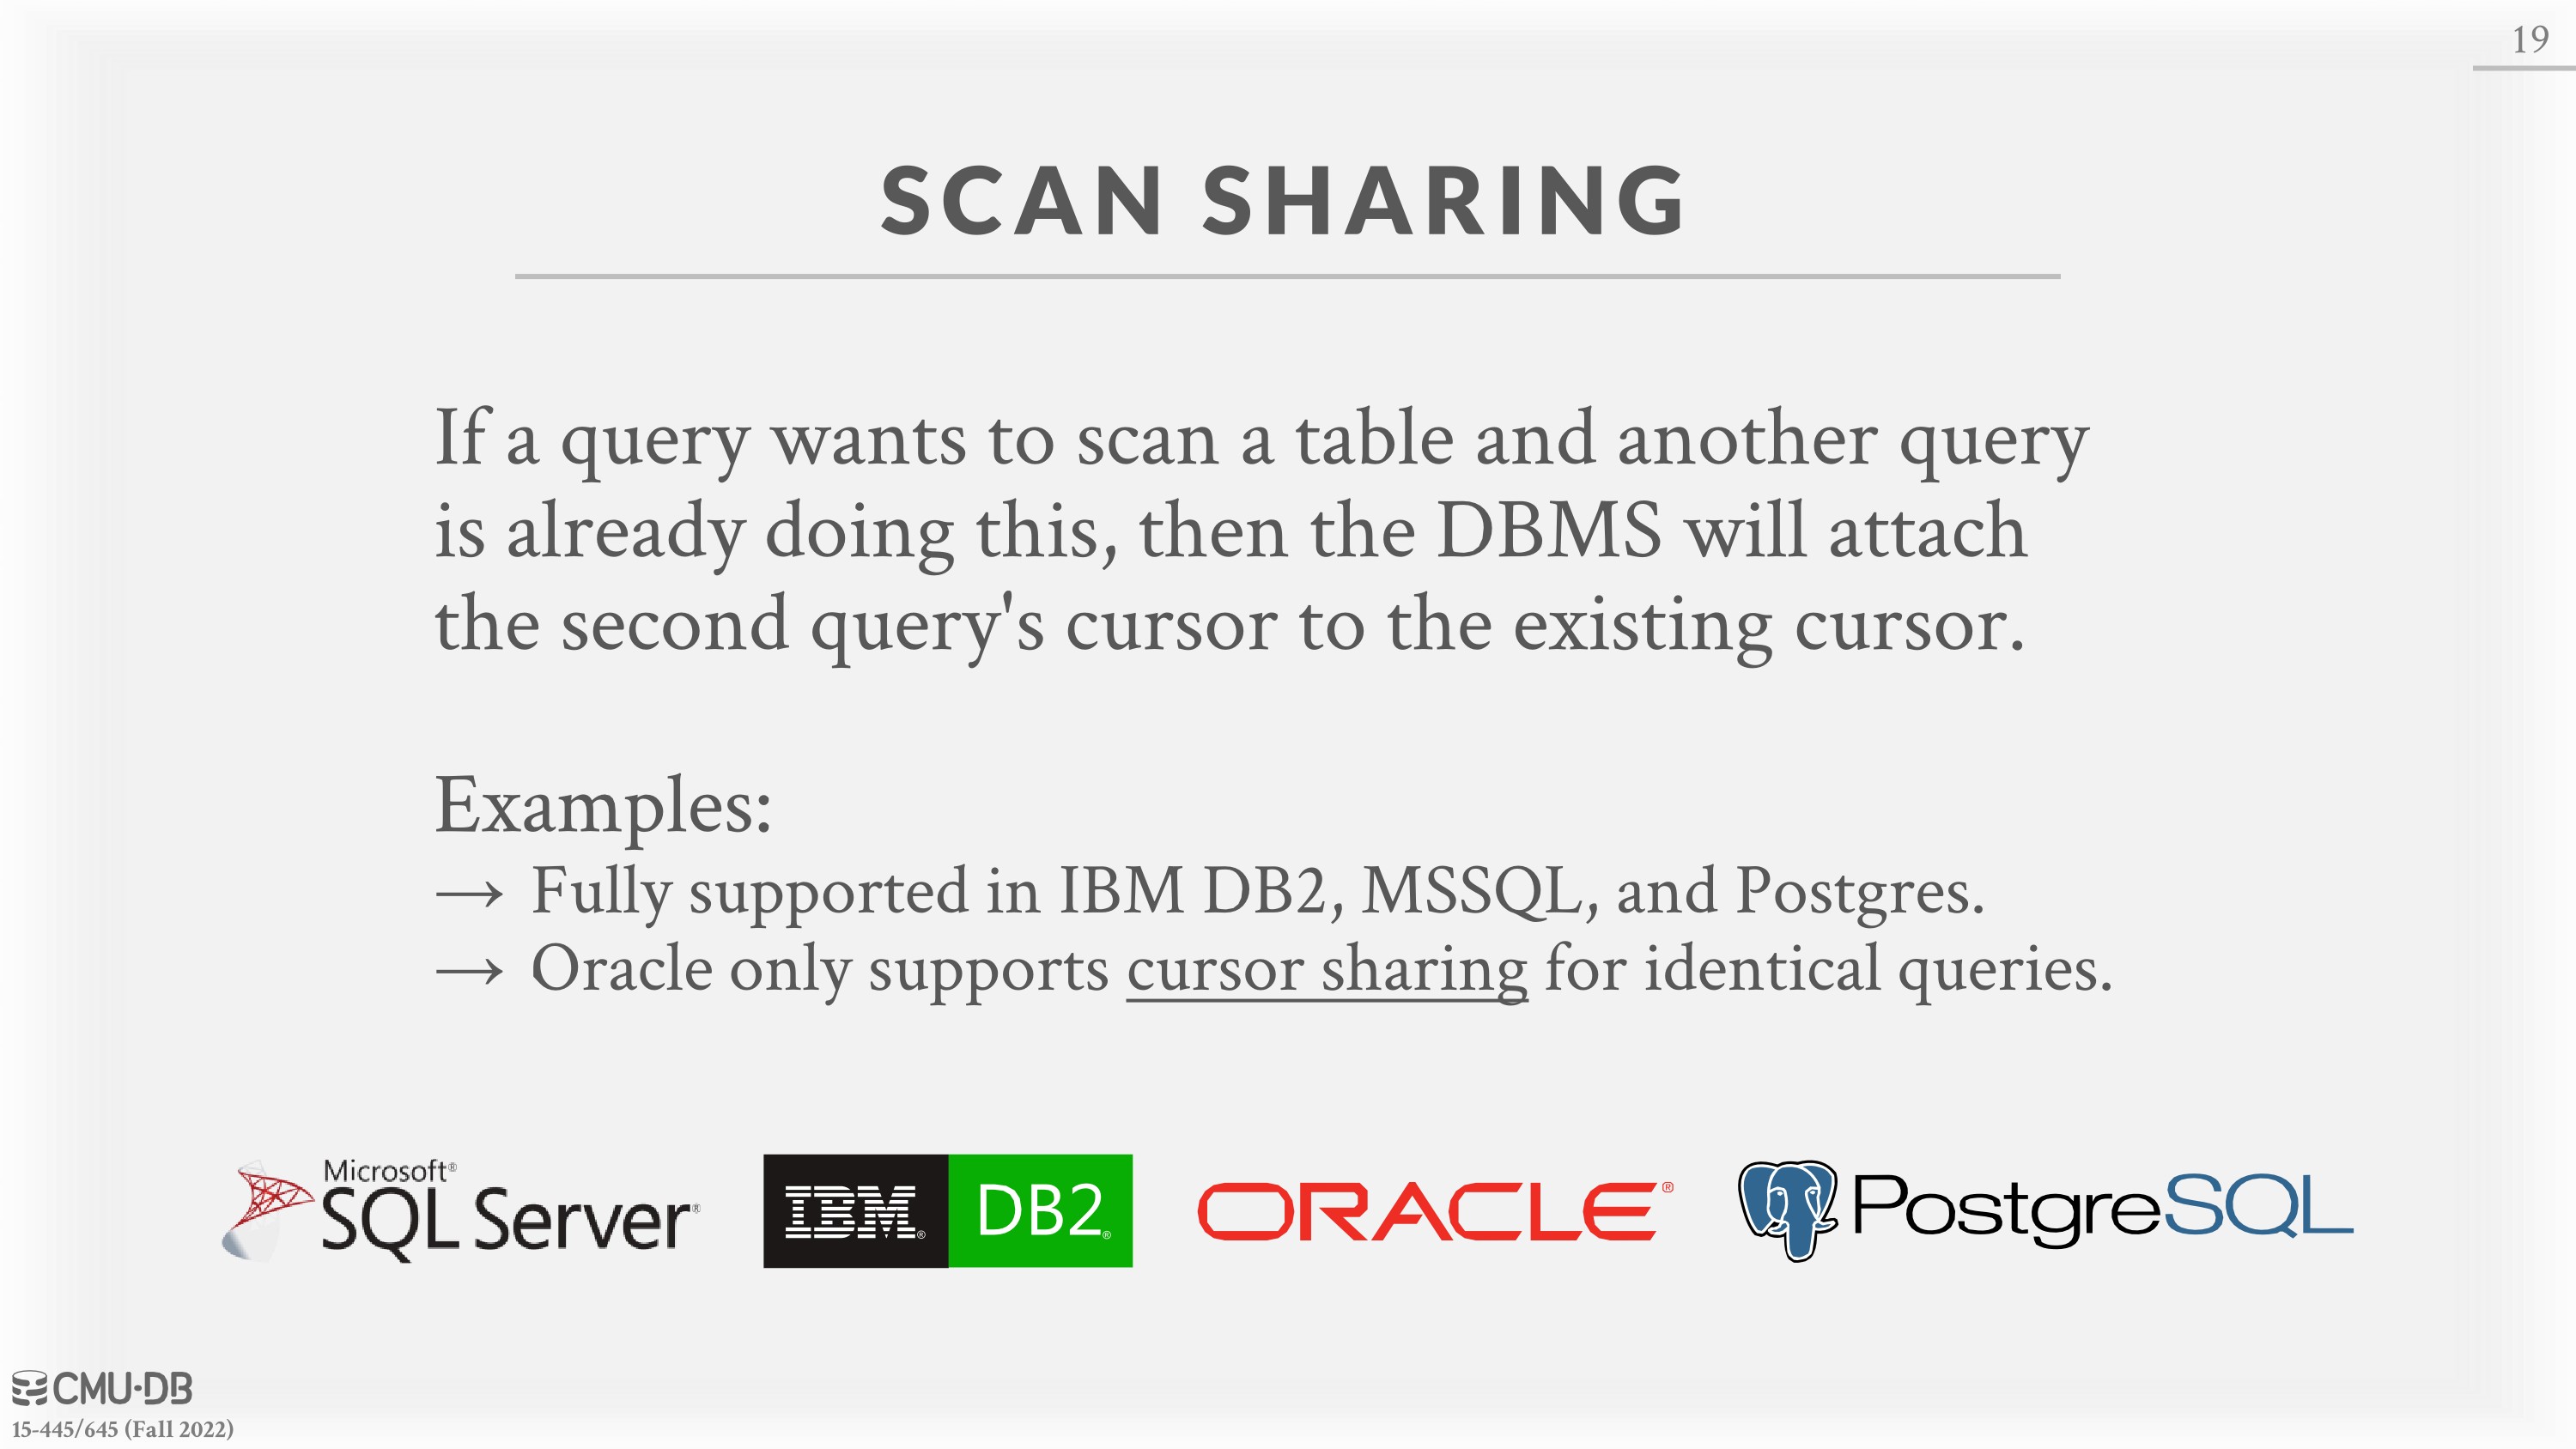 19
SCAN SHARING
If a query wants to scan a table and another query
is already doing this, then the DBMS will attach
the second query's cursor to the existing cursor.
Examples:
→ Fully supported in IBM DB2, MSSQL, and Postgres.
→ Oracle only supports cursor sharing for identical queries.
Microsoft®
SQL Server®
IBM® DB2®
ORACLE®
PostgreSQL
CMU·DB
15-445/645 (Fall 2022)